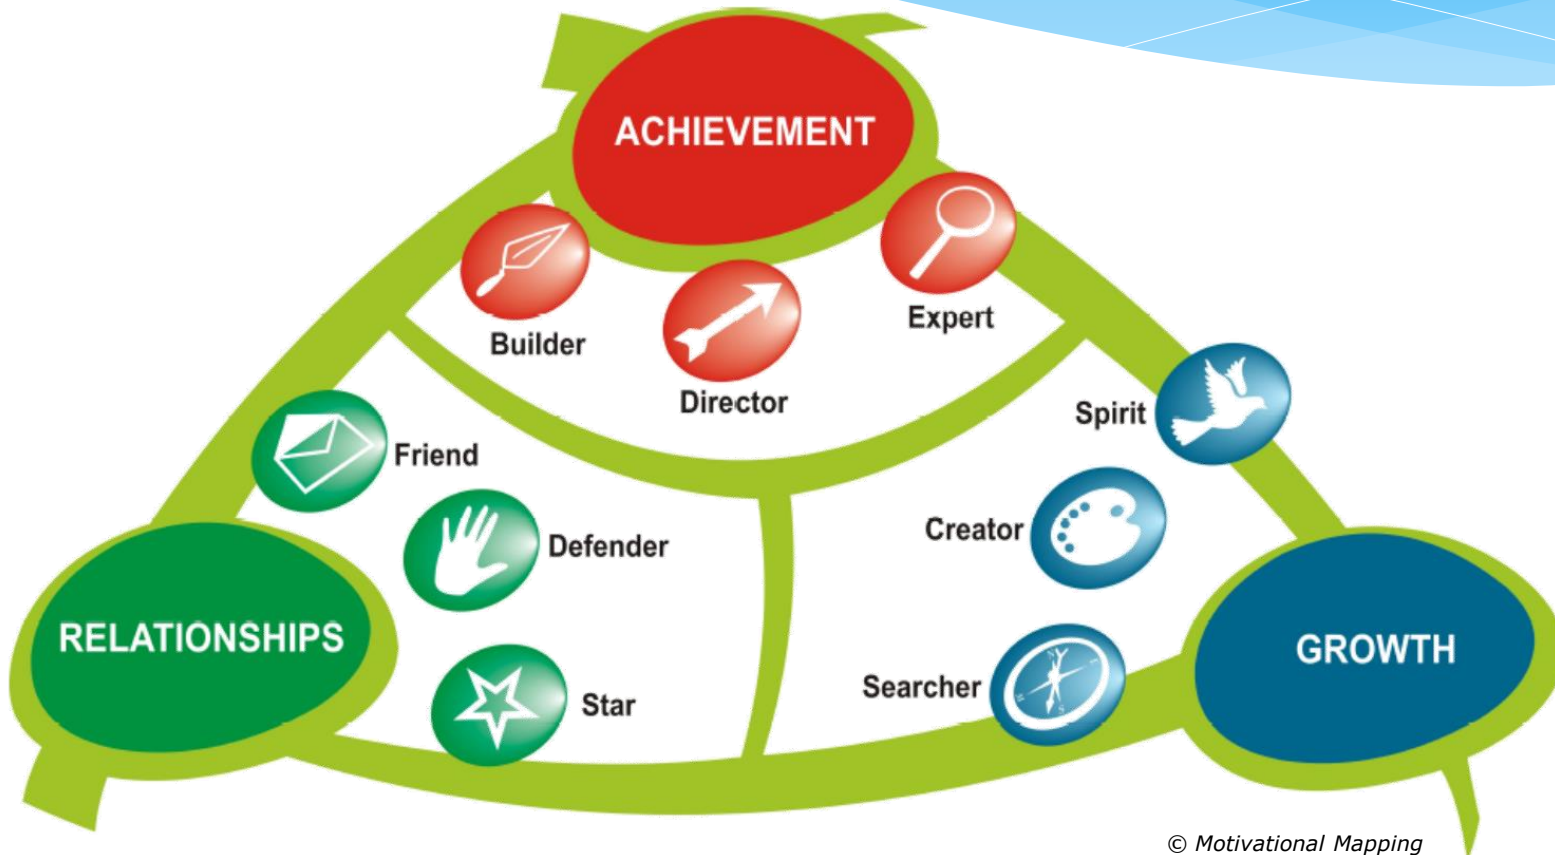 ACHIEVEMENT
Builder
Director
Expert
Friend
Defender
Star
RELATIONSHIPS
Spirit
Creator
Searcher
GROWTH
© Motivational Mapping